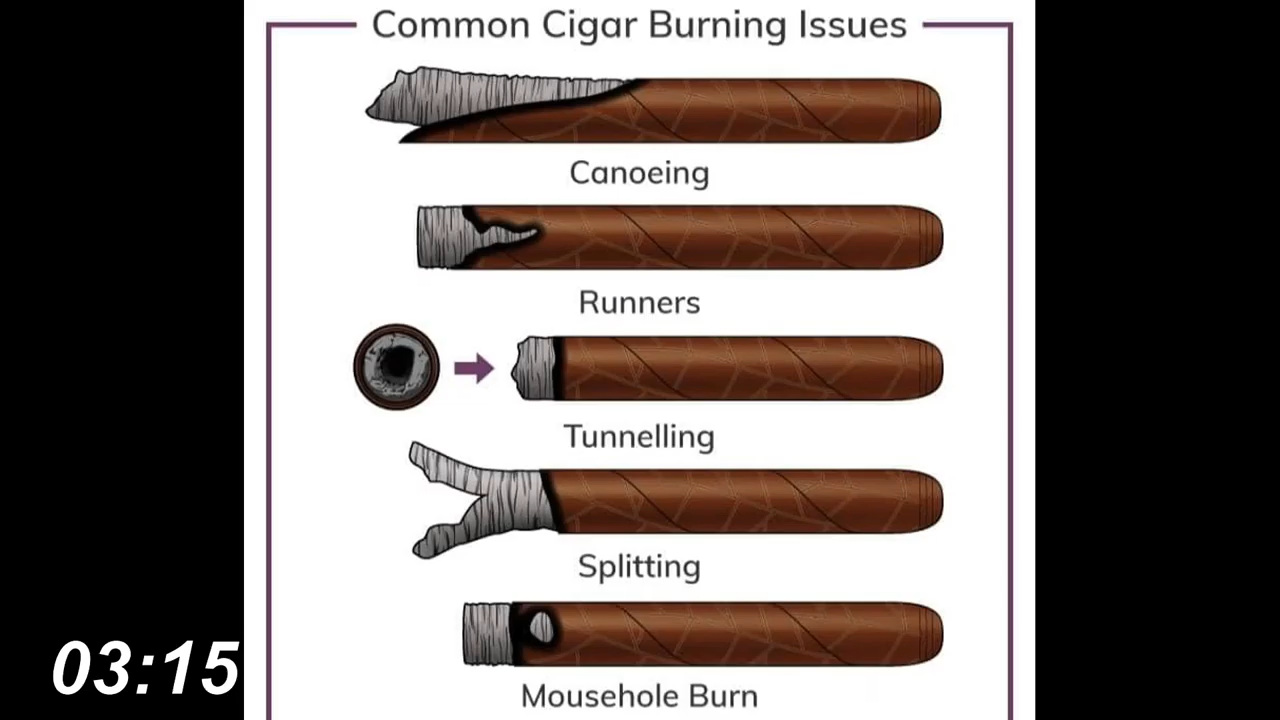 Common Cigar Burning Issues
Canoeing
Runners
Tunnelling
Splitting
Mousehole Burn
03:15